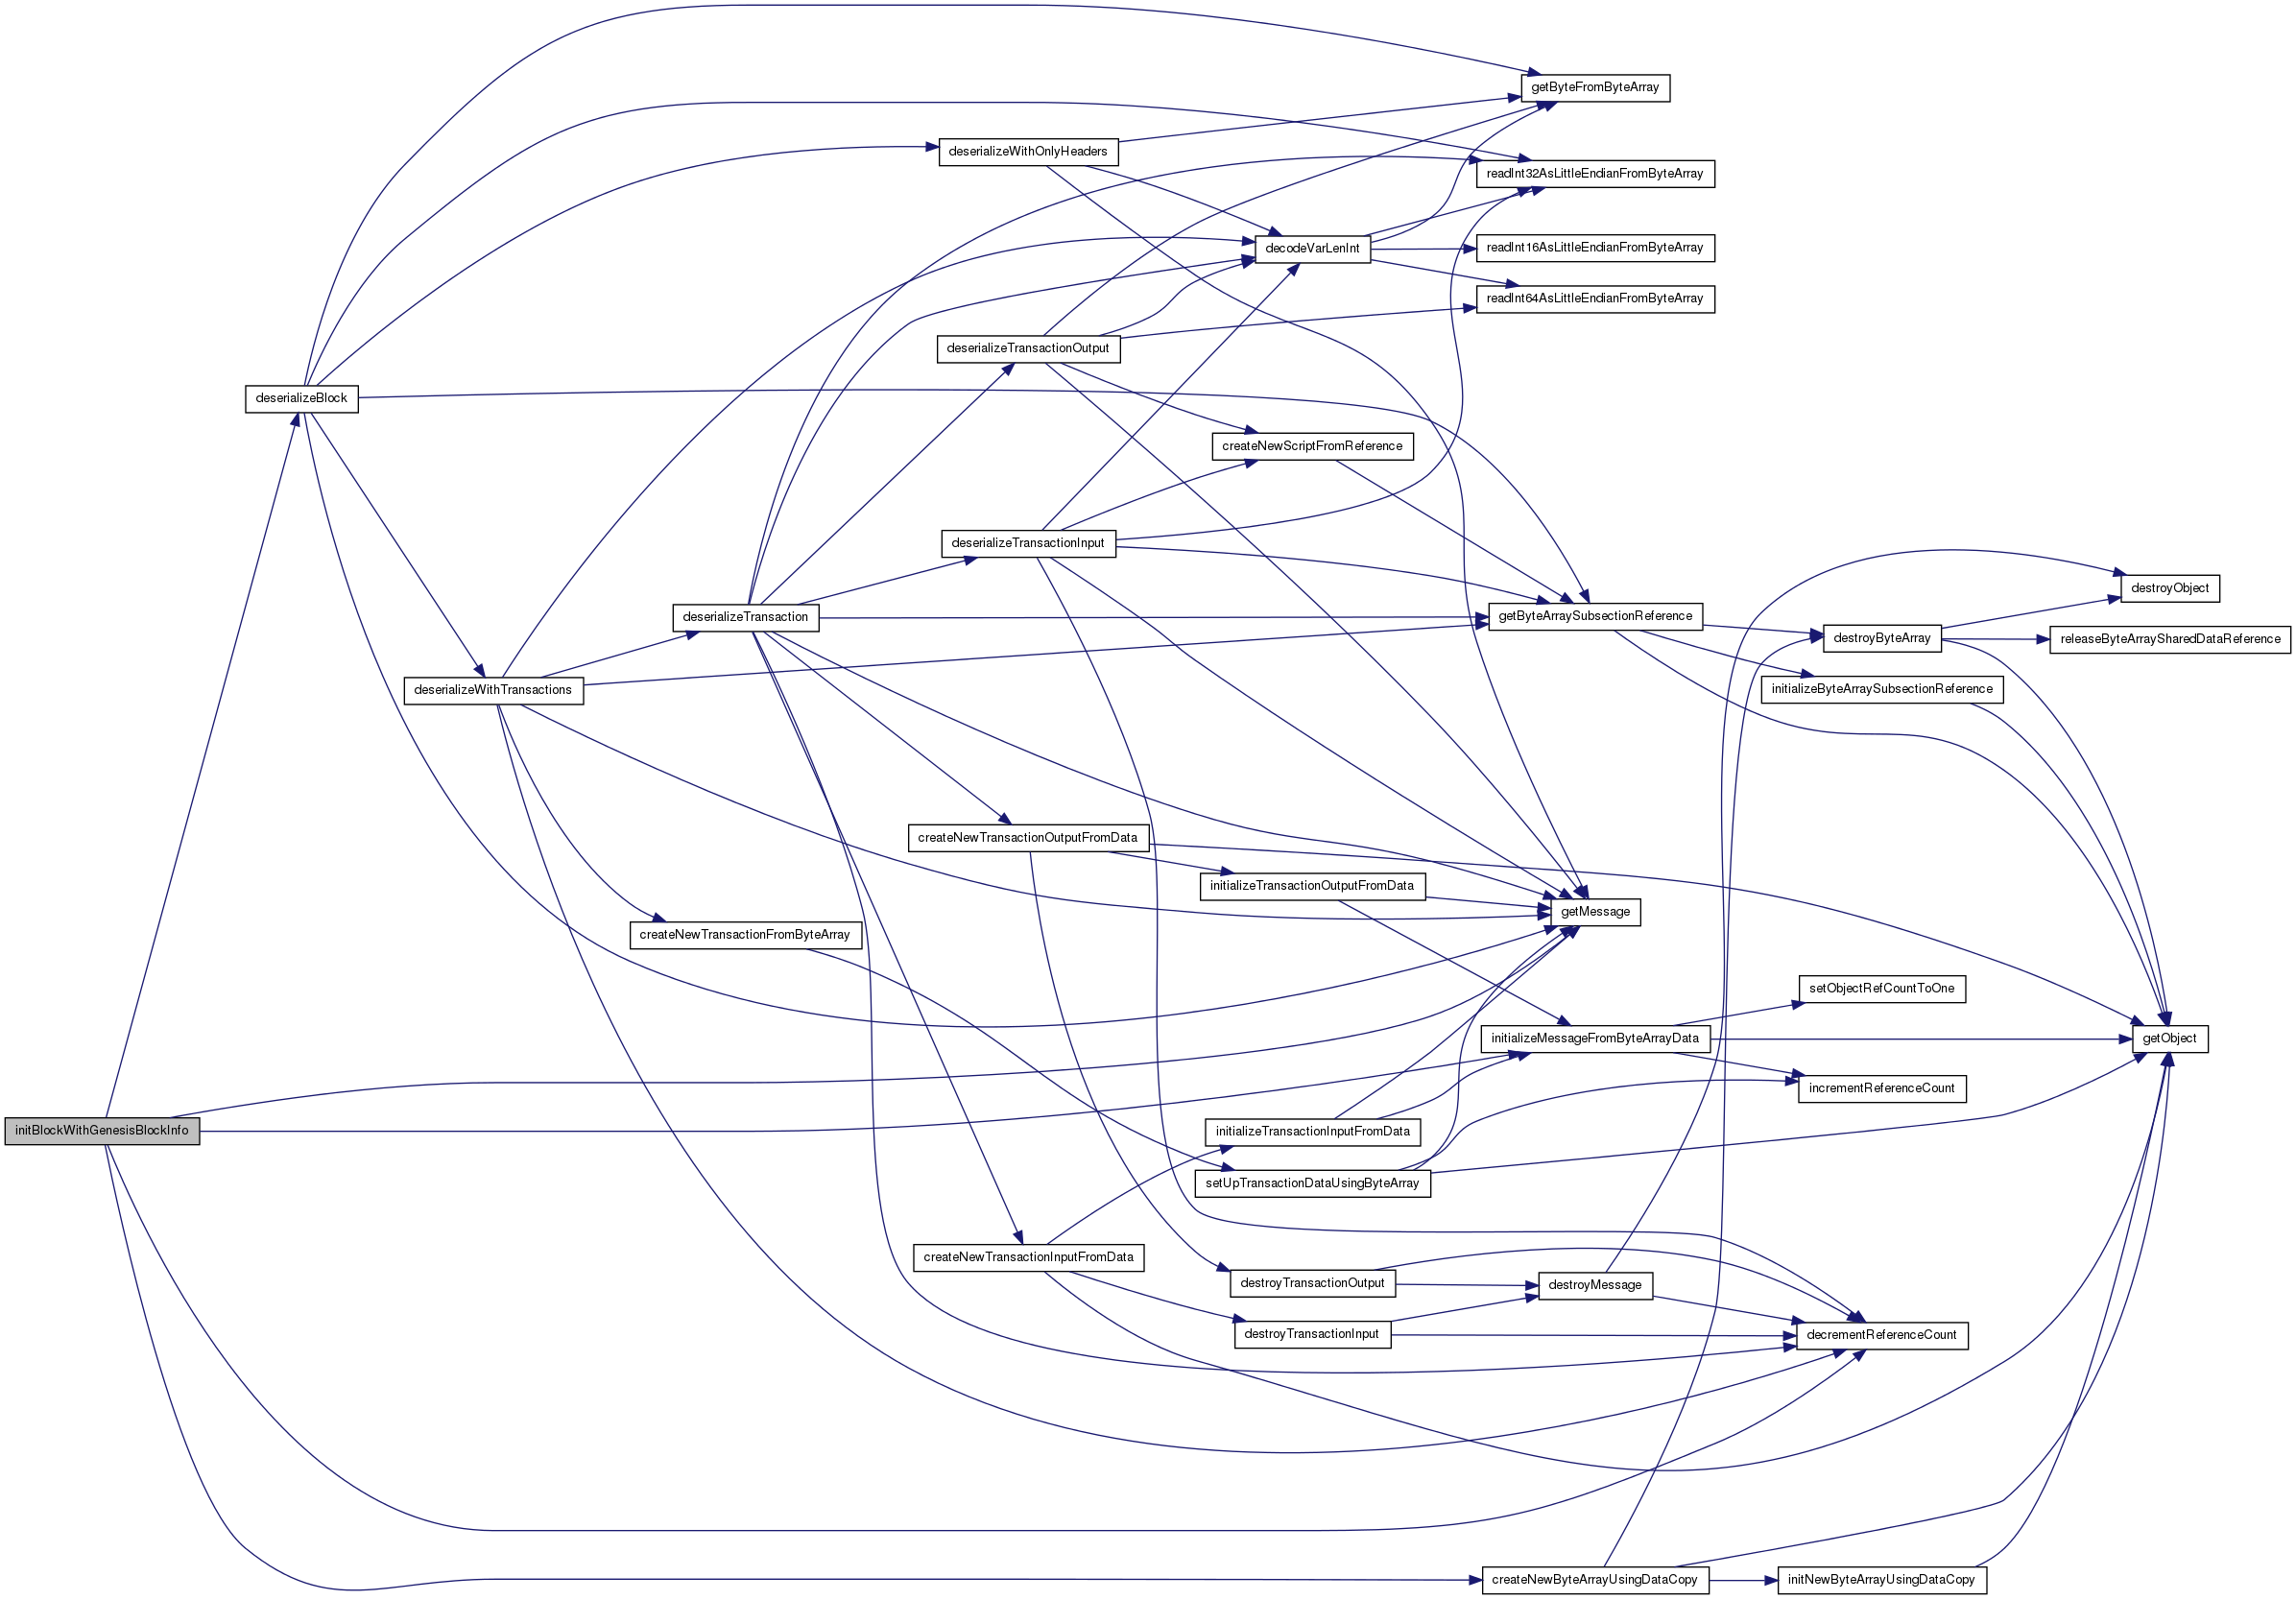 getByteFromByteArray
deserializeWithOnlyHeaders
readInt32AsLittleEndianFromByteArray
decodeVarLenInt
readInt16AsLittleEndianFromByteArray
readInt64AsLittleEndianFromByteArray
deserializeTransactionOutput
deserializeBlock
createNewScriptFromReference
deserializeTransactionInput
destroyObject
deserializeTransaction
getByteArraySubsectionReference
destroyByteArray
releaseByteArraySharedDataReference
deserializeWithTransactions
initializeByteArraySubsectionReference
createNewTransactionOutputFromData
initializeTransactionOutputFromData
getMessage
createNewTransactionFromByteArray
setObjectRefCountToOne
initializeMessageFromByteArrayData
getObject
incrementReferenceCount
initBlockWithGenesisBlockInfo
initializeTransactionInputFromData
setUpTransactionDataUsingByteArray
createNewTransactionInputFromData
destroyTransactionOutput
destroyMessage
destroyTransactionInput
decrementReferenceCount
createNewByteArrayUsingDataCopy
initNewByteArrayUsingDataCopy